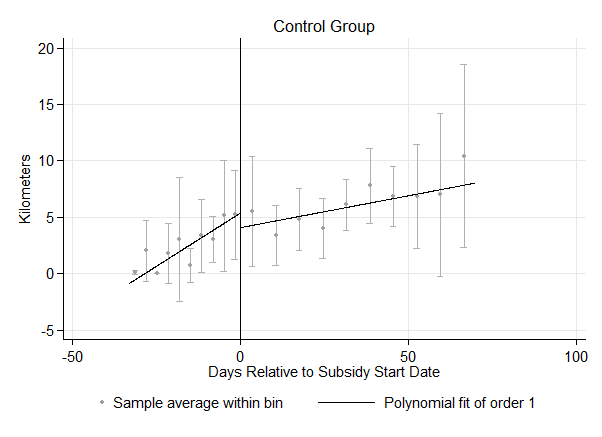 Control Group
20
15
10
5
0
-5
Kilometers
-50 0 50 100
Days Relative to Subsidy Start Date
Sample average within bin Polynomial fit of order 1